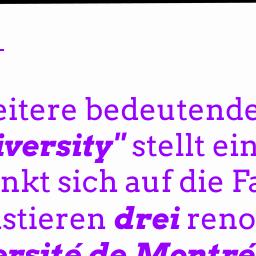 eitere bedeutende
iversity" stellt ein
nkt sich auf die Fa
stieren drei reno
ersité de Montré